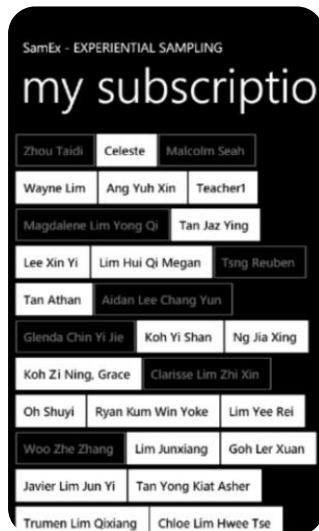 SamEx - EXPERIENTIAL SAMPLING
my subscriptio
Zhou Taidi Celeste Malcolm Seah
Wayne Lim Ang Yuh Xin Teacher1
Magdalene Lim Yong Qi Tan Jaz Ying
Lee Xin Yi Lim Hui Qi Megan Tsng Reuben
Tan Athan Aidan Lee Chang Yun
Glenda Chin Yi Jie Koh Yi Shan Ng Jia Xing
Koh Zi Ning, Grace Clarisse Lim Zhi Xin
Oh Shuyi Ryan Kum Win Yoke Lim Yee Rei
Woo Zhe Zhang Lim Junxiang Goh Ler Xuan
Javier Lim Jun Yi Tan Yong Kiat Asher
Trumen Lim Qixiang Chloe Lim Hwee Tse